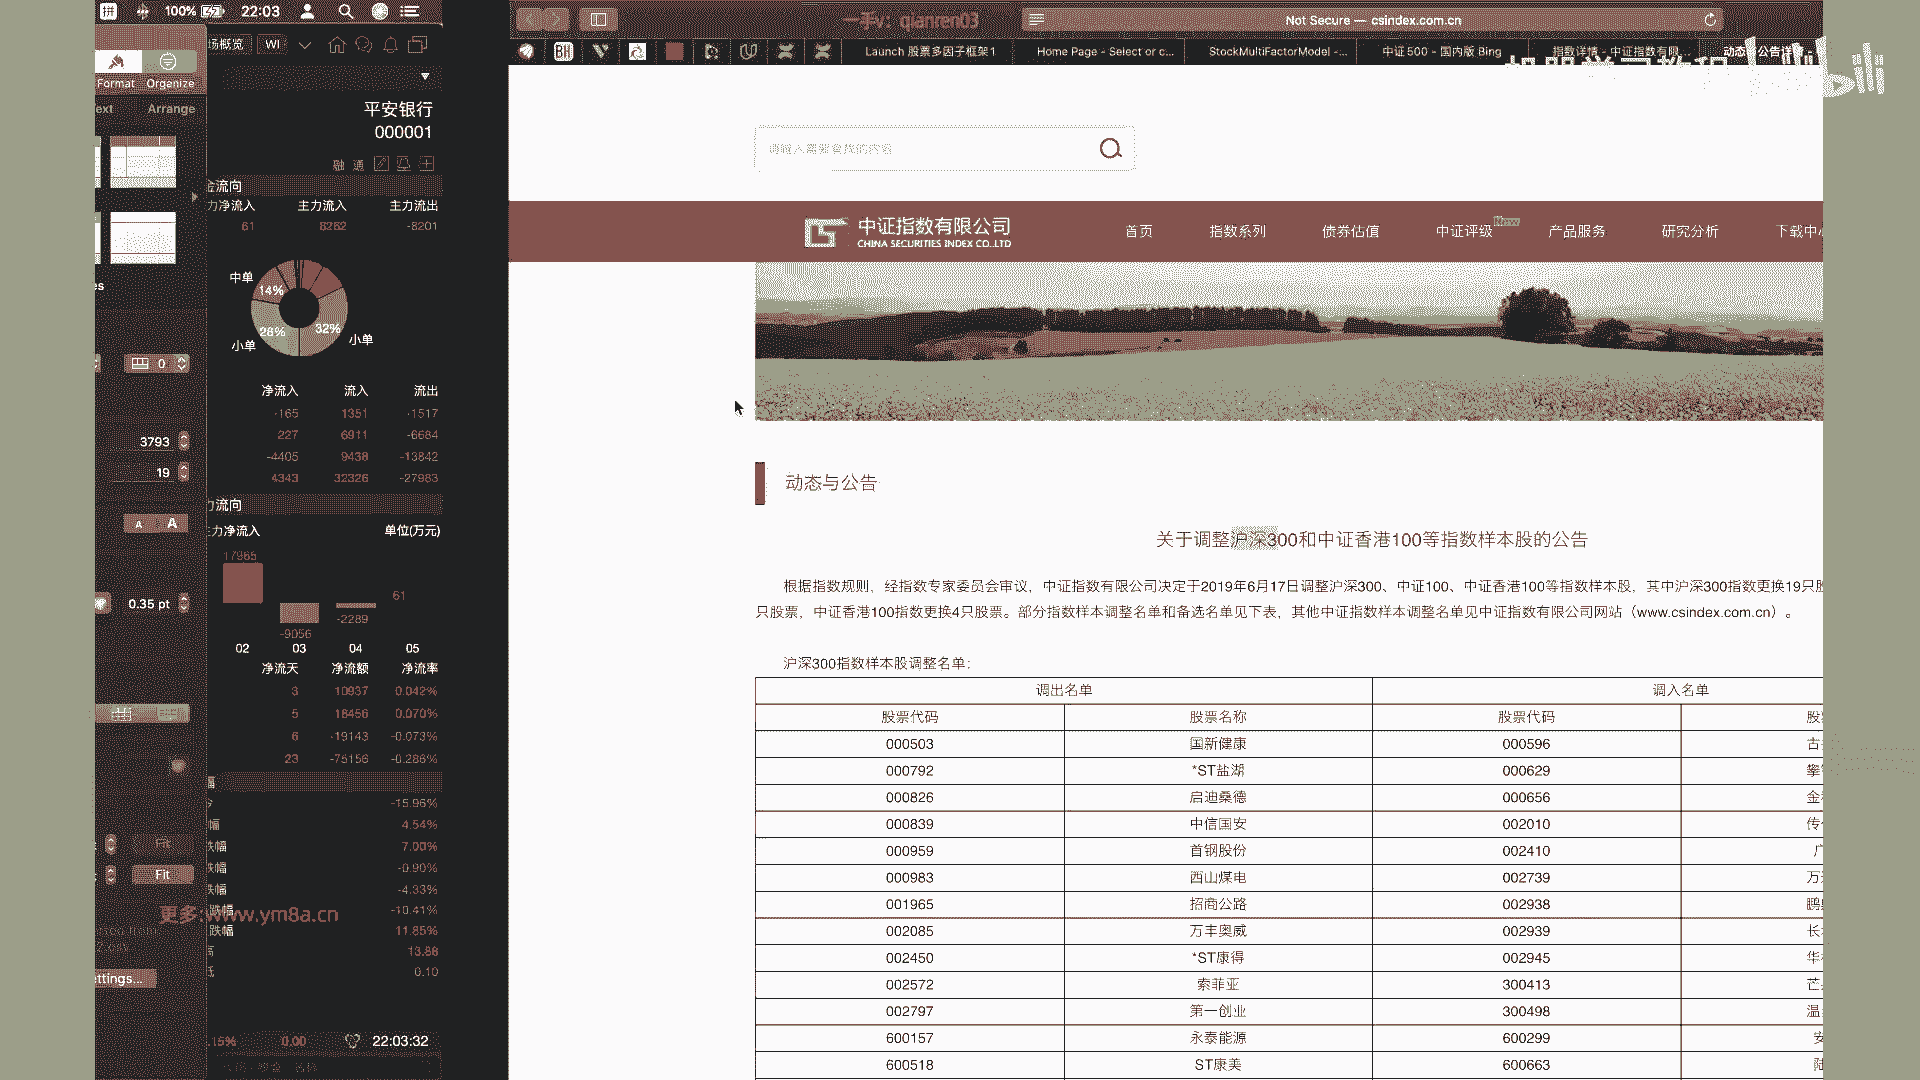 100% 22:03
一手v：qianren03
Not Secure — csindex.com.cn
场概览 WI
Launch 股票多因子框架1
Home Page - Select or c...
StockMultiFactorModel -...
中证 500 - 国内版 Bing
指数详情 - 中证指数有限...
Format Organize
Arrange
平安银行
000001
融 通
流向
力净流入 主力流入 主力流出
61 8262 -8201
中单
14%
26% 32%
小单 小单
净流入 流入 流出
-165 1351 -1517
227 6911 -6684
-4405 9438 -13842
4343 32326 -27983
0
3793
19
A A
0.35 pt
Fit
Fit
ettings...
流向
力净流入 单位(万元)
17965
61
-2289
-9056
02 03 04 05
净流天 净流额 净流率
3 10937 0.042%
5 18456 0.070%
6 -19143 -0.073%
23 -75156 -0.286%
-15.96%
幅 4.54%
跌幅 7.00%
跌幅 -0.90%
跌幅 -4.33%
跌幅 -10.41%
跌幅 11.85%
13.88
0.10
更多:www.ym8a.cn
.15% 0.00 22:03:32
请输入需要查找的内容
中证指数有限公司
CHINA SECURITIES INDEX CO.,LTD
首页 指数系列 债券估值 中证评级 New 产品服务 研究分析 下载中
动态与公告
关于调整沪深300和中证香港100等指数样本股的公告
根据指数规则，经指数专家委员会审议，中证指数有限公司决定于2019年6月17日调整沪深300、中证100、中证香港100等指数样本股，其中沪深300指数更换19只
只股票，中证香港100指数更换4只股票。部分指数样本调整名单和备选名单见下表，其他中证指数样本调整名单见中证指数有限公司网站（www.csindex.com.cn）。
沪深300指数样本股调整名单：
调出名单 调入名单
股票代码 股票名称 股票代码
000503 国新健康 000596 古
000792 *ST盐湖 000629 攀
000826 启迪桑德 000656 金
000839 中信国安 002010 传
000959 首钢股份 002410 广
000983 西山煤电 002739 万
001965 招商公路 002938 鹏
002085 万丰奥威 002939 长
002450 *ST康得 002945 华
002572 索菲亚 300413 芒
002797 第一创业 300498 温
600157 永泰能源 600299 安
600518 ST康美 600663 陆